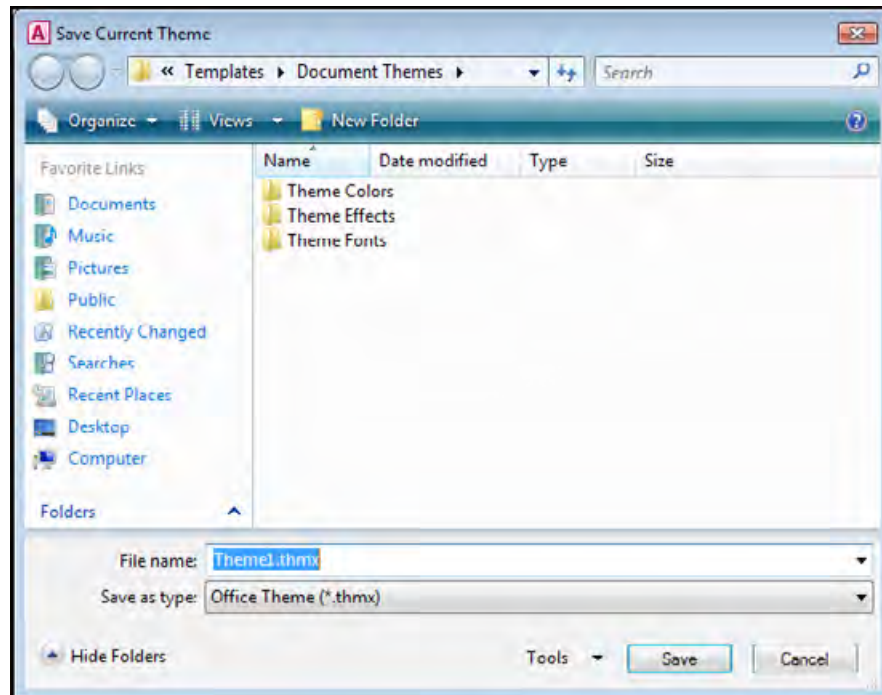 A Save Current Theme
« Templates Document Themes
Search
Organize Views New Folder ?
Favorite Links
Documents
Music
Pictures
Public
Recently Changed
Searches
Recent Places
Desktop
Computer
Folders
Name Date modified Type Size
Theme Colors
Theme Effects
Theme Fonts
File name: Theme1.thmx
Save as type: Office Theme (*.thmx)
Hide Folders Tools Save Cancel